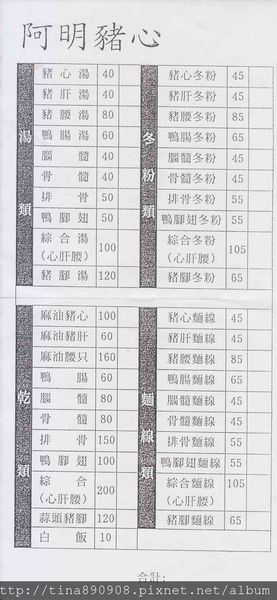 阿明豬心
湯類
豬心湯 40
豬肝湯 40
豬腰湯 80
鴨腸湯 60
腦髓 40
骨髓 40
排骨 50
鴨腳翅 50
綜合湯 100
(心肝腰)
豬腳湯 120
冬粉類
豬心冬粉 45
豬肝冬粉 45
豬腰冬粉 85
鴨腸冬粉 65
腦髓冬粉 45
骨髓冬粉 45
排骨冬粉 55
鴨腳翅冬粉 55
綜合冬粉 105
(心肝腰)
豬腳冬粉 65
乾類
麻油豬心 100
麻油豬肝 60
麻油腰只 160
鴨腸 60
腦髓 80
骨髓 80
排骨 150
鴨腳翅 100
綜合 200
(心肝腰)
蒜頭豬腳 120
白飯 10
麵線類
豬心麵線 45
豬肝麵線 45
豬腰麵線 85
鴨腸麵線 65
腦髓麵線 45
骨髓麵線 45
排骨麵線 55
鴨腳翅麵線 55
綜合麵線 105
(心肝腰)
豬腳麵線 65
合計:
http://tina890908.pixnet.net/album